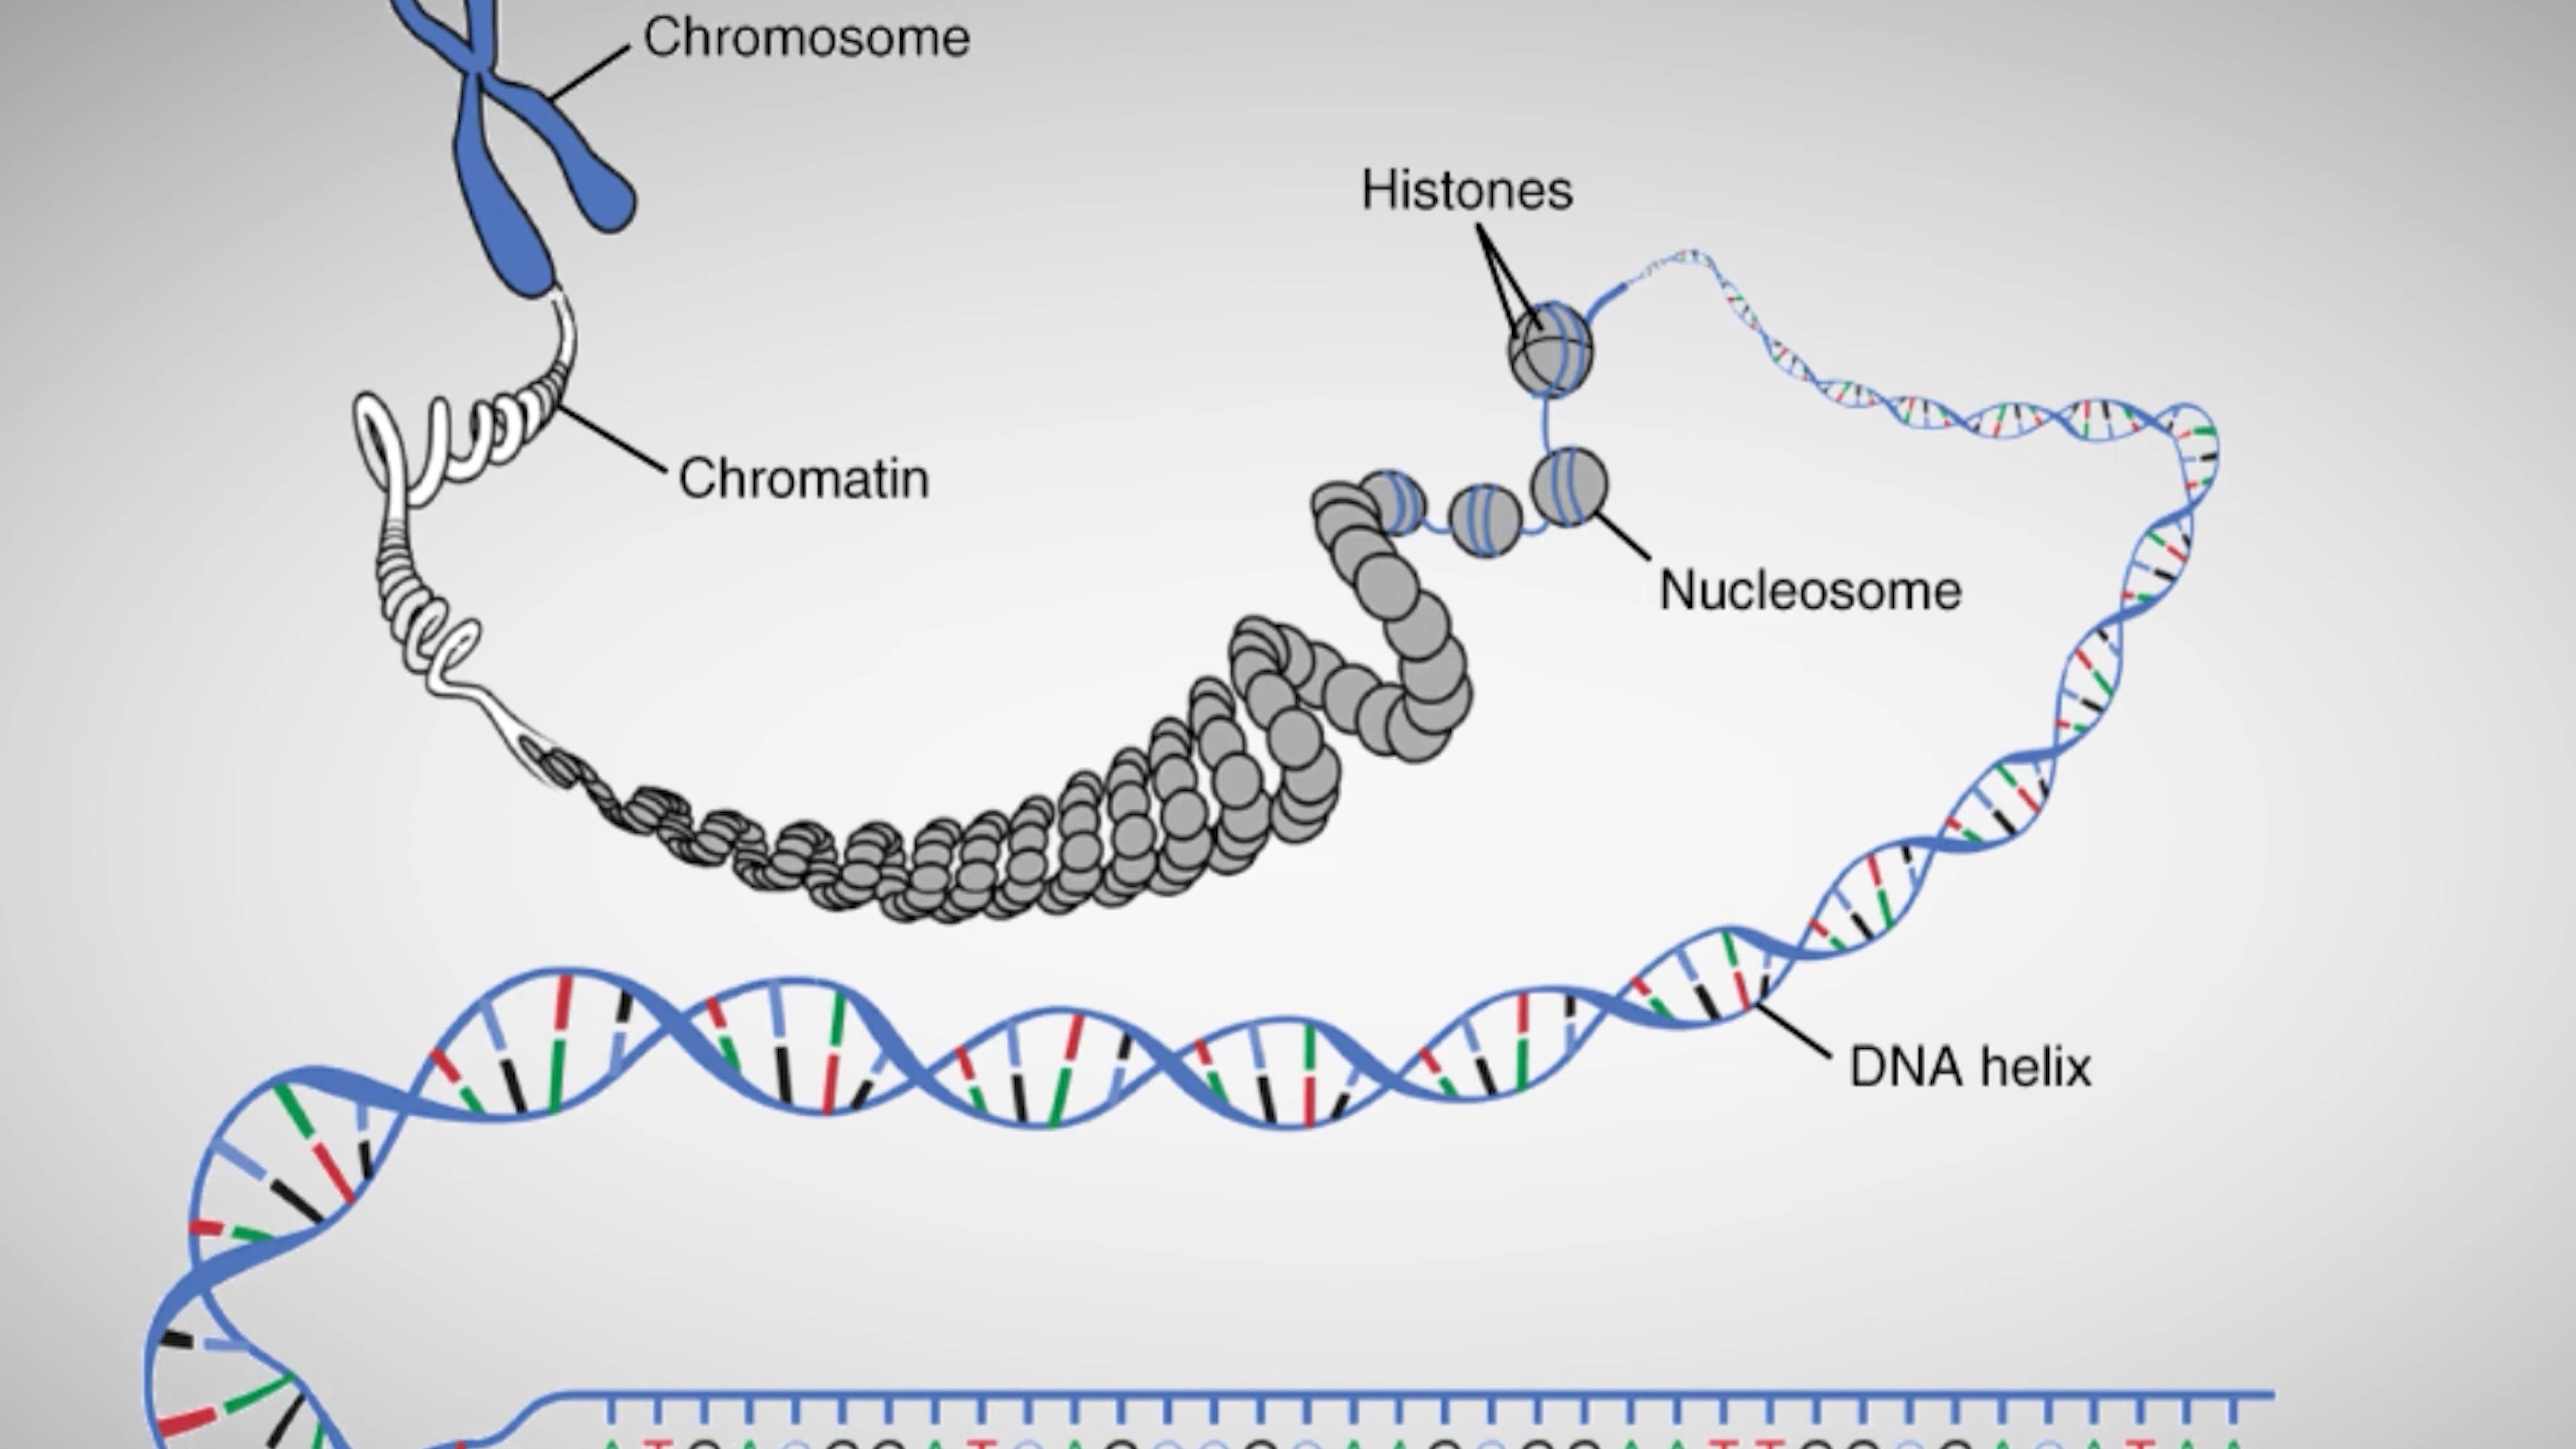 Chromosome
Histones
Chromatin
Nucleosome
DNA helix